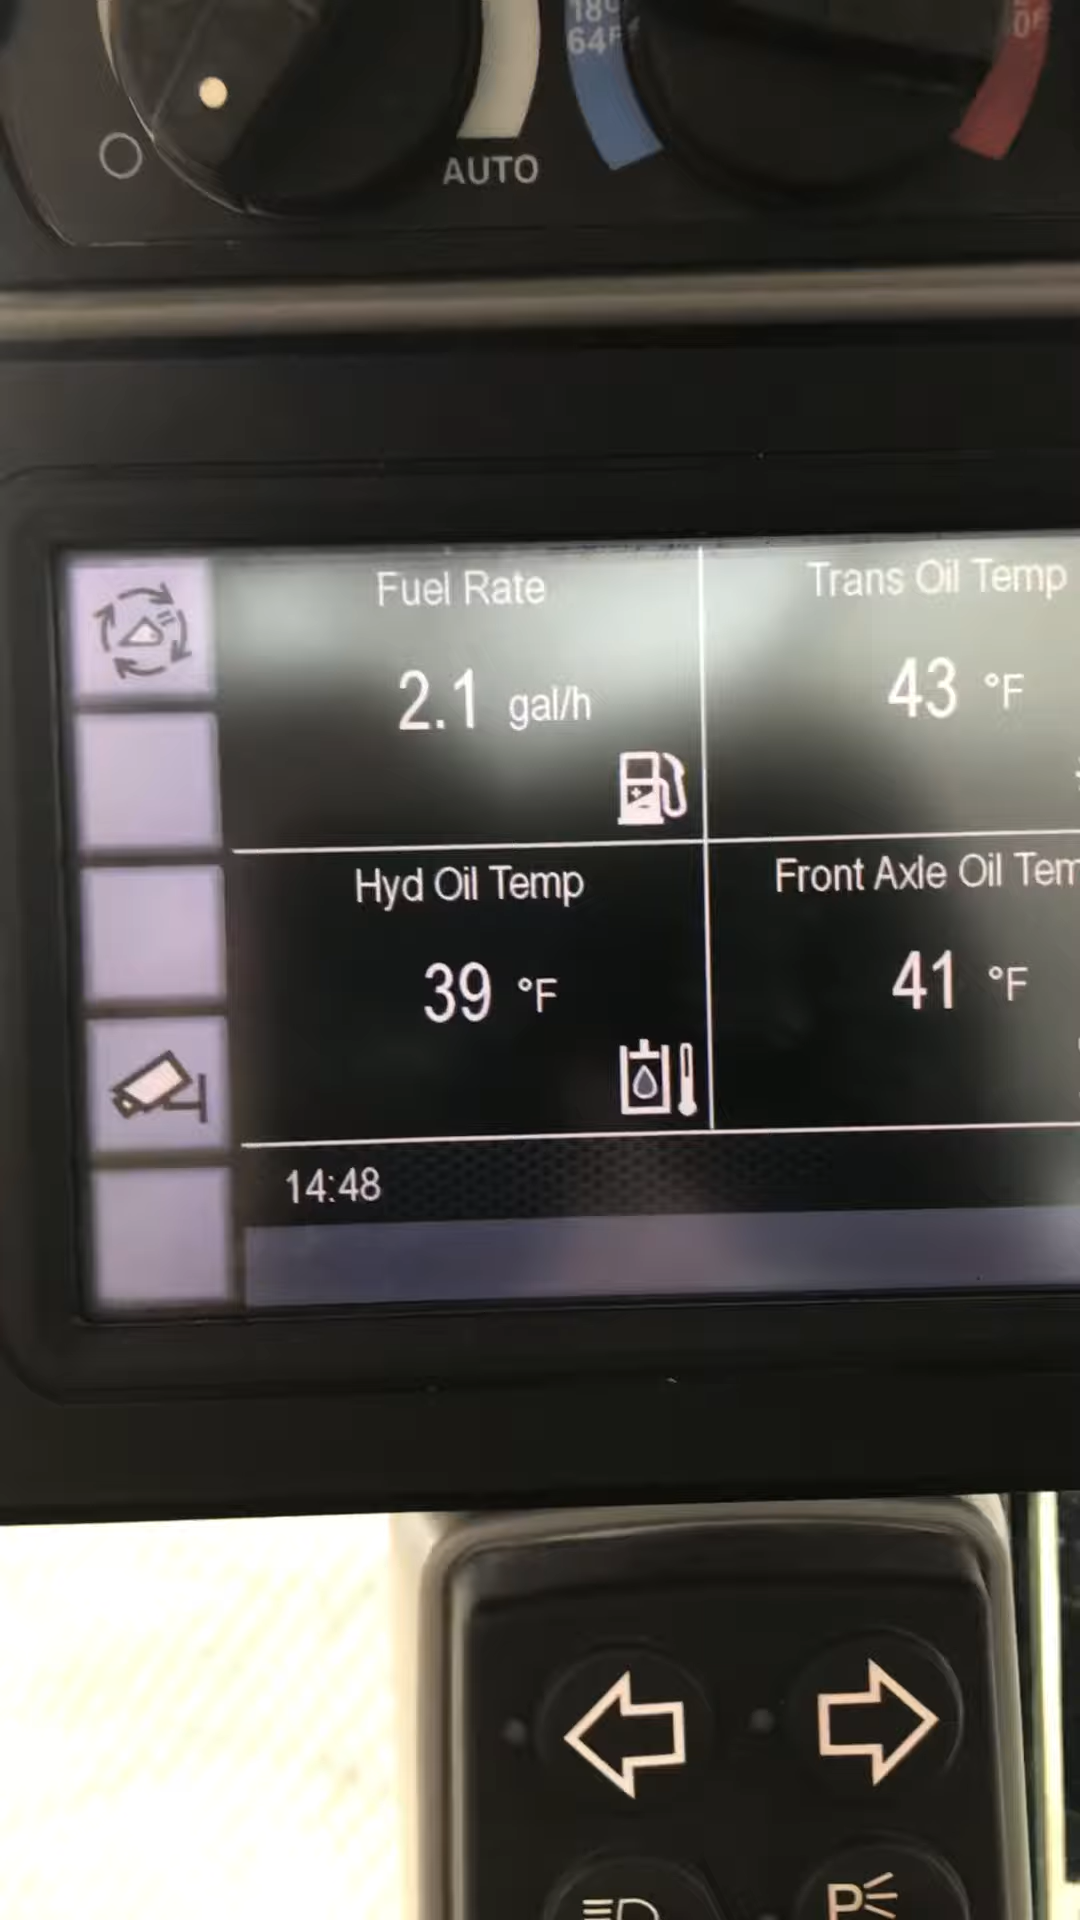 64F
AUTO
Fuel Rate
2.1 gal/h
Trans Oil Temp
43 °F
Hyd Oil Temp
39 °F
Front Axle Oil
41 °F
14:48
P